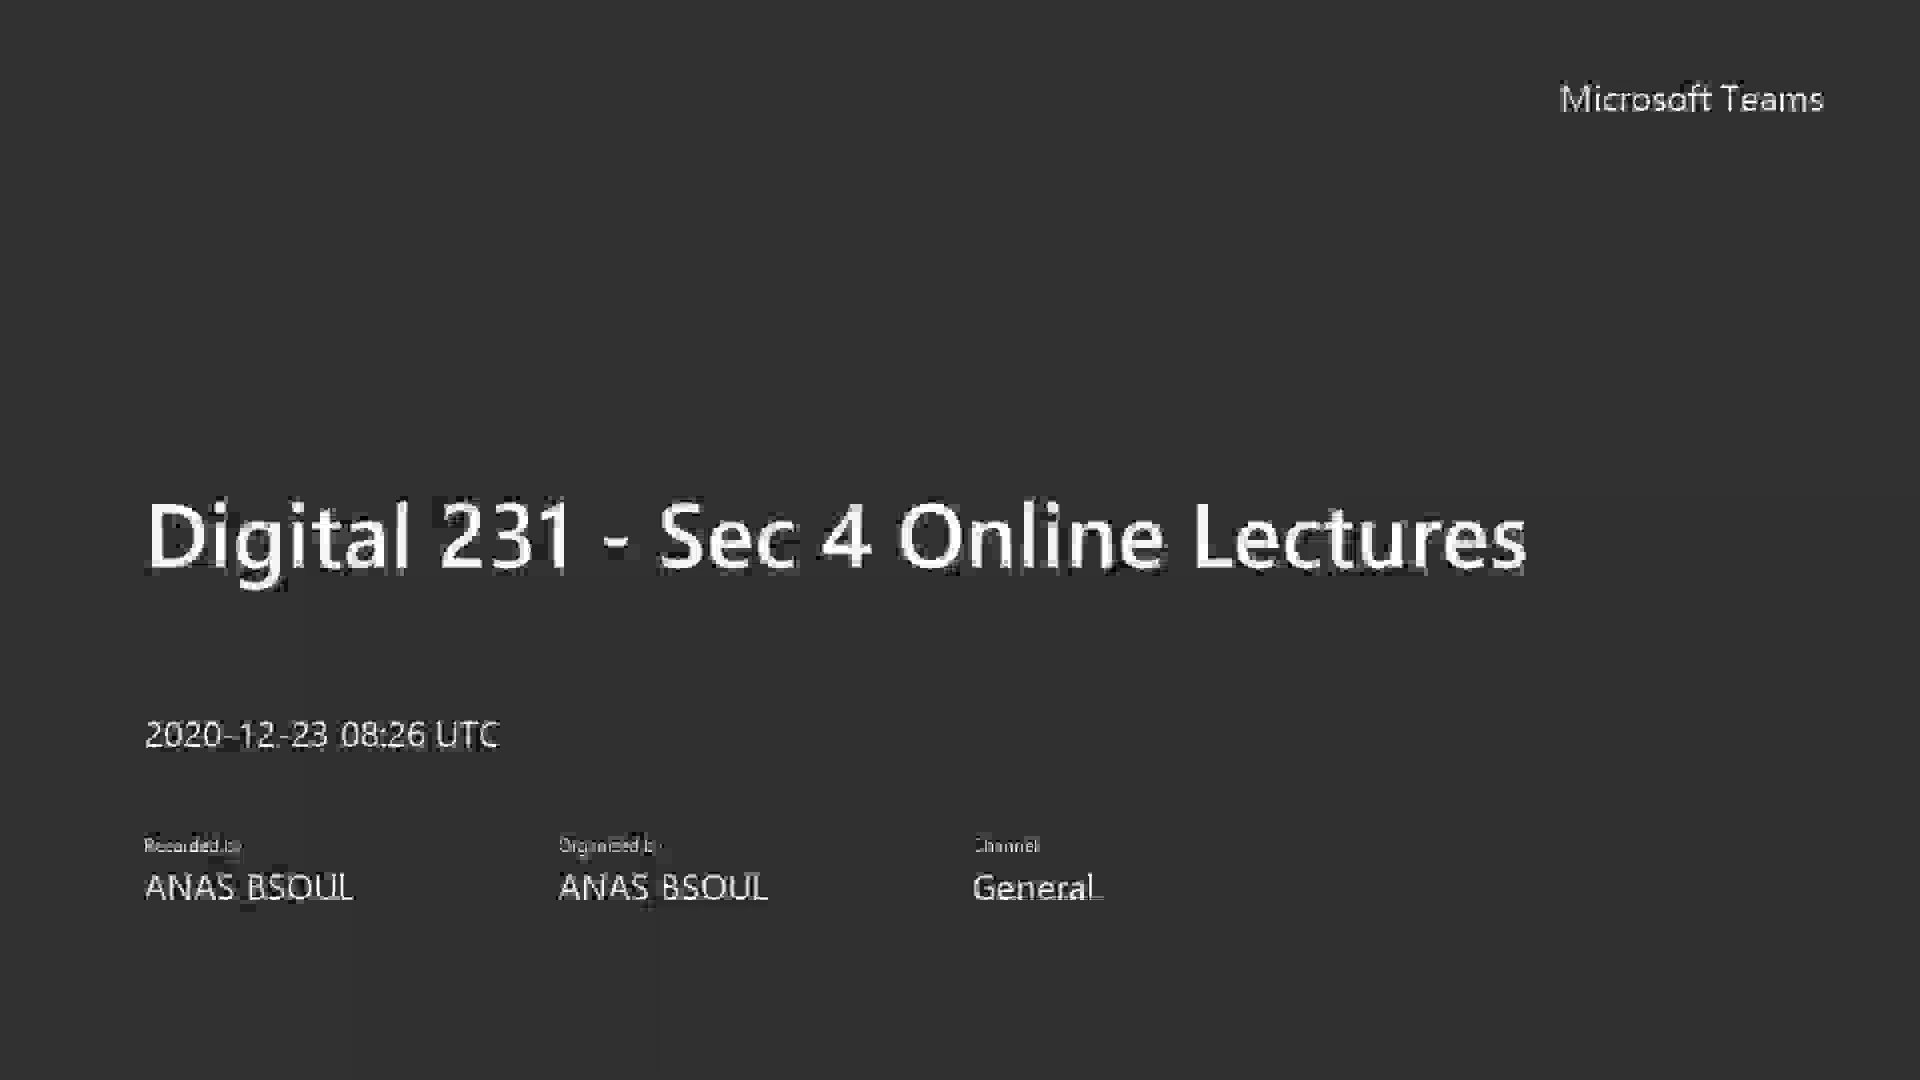 Microsoft Teams
Digital 231 - Sec 4 Online Lectures
2020-12-23 08:26 UTC
Recorded by
ANAS BSOUL
Organized by
ANAS BSOUL
Channel
General